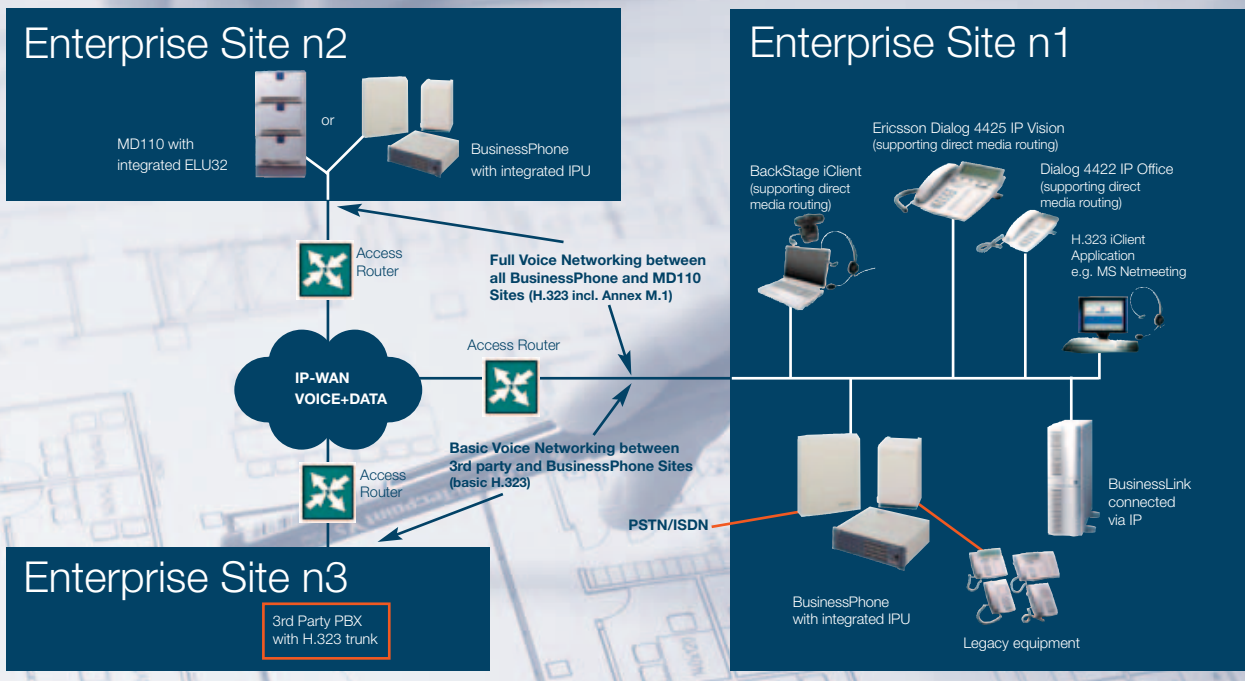 Enterprise Site n2
MD110 with
integrated ELU32
or
BusinessPhone
with integrated IPU
Access
Router
Full Voice Networking between
all BusinessPhone and MD110
Sites (H.323 incl. Annex M.1)
IP-WAN
VOICE+DATA
Access Router
Basic Voice Networking between
3rd party and BusinessPhone Sites
(basic H.323)
Access
Router
PSTN/ISDN
Enterprise Site n3
3rd Party PBX
with H.323 trunk
Enterprise Site n1
Ericsson Dialog 4425 IP Vision
(supporting direct media routing)
BackStage iClient
(supporting direct
media routing)
Dialog 4422 IP Office
(supporting direct
media routing)
H.323 iClient
Application
e.g. MS Netmeeting
BusinessLink
connected
via IP
BusinessPhone
with integrated IPU
Legacy equipment